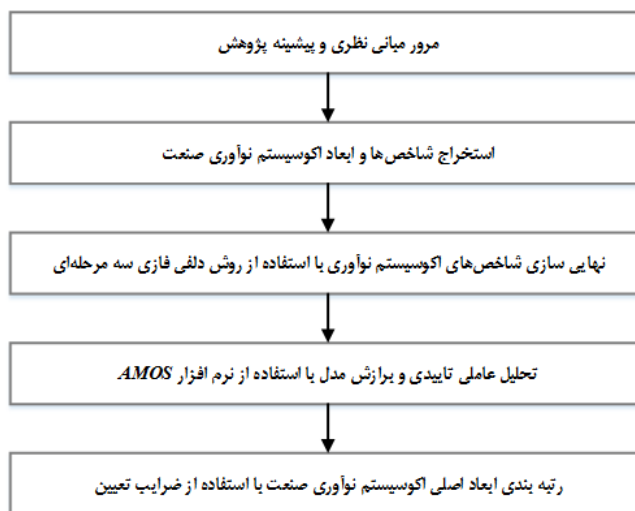 مرور مبانی نظری و پیشینه پژوهش
استخراج شاخص‌ها و ابعاد اکوسیستم نوآوری صنعت
نهایی سازی شاخص‌های اکوسیستم نوآوری با استفاده از روش دلفی فازی سه مرحله‌ای
تحلیل عاملی تاییدی و برازش مدل با استفاده از نرم افزار AMOS
رتبه بندی ابعاد اصلی اکوسیستم نوآوری صنعت با استفاده از ضرایب تعیین